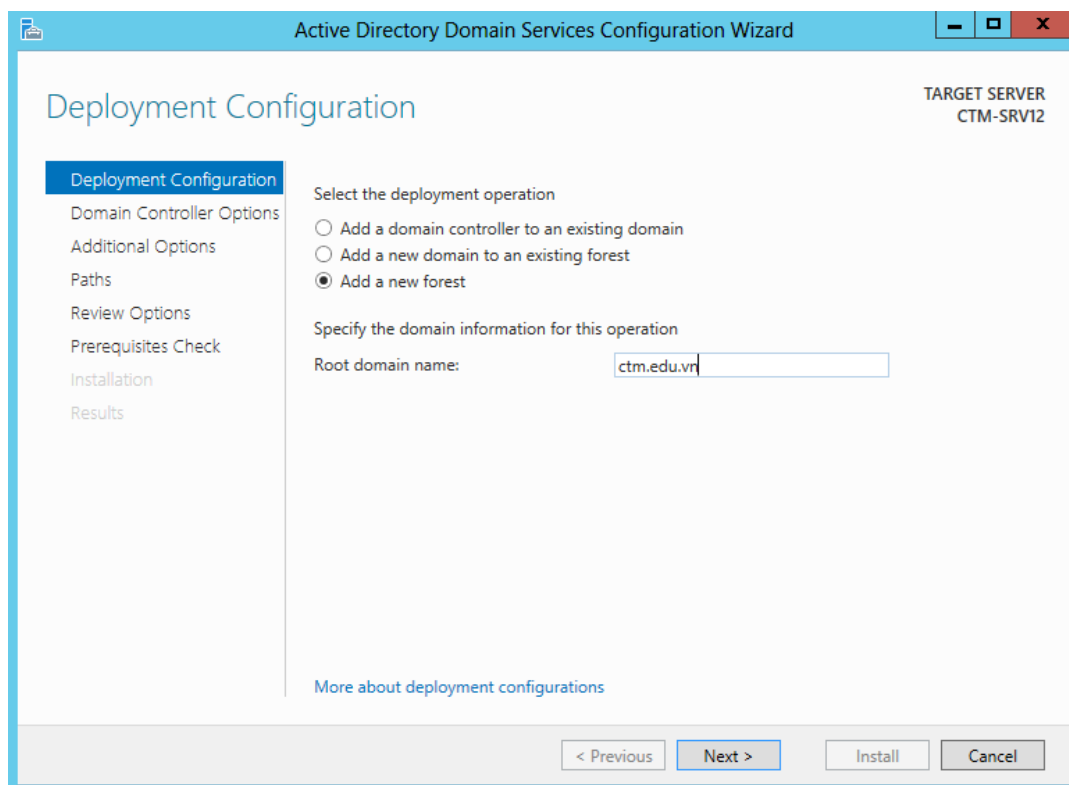 Active Directory Domain Services Configuration Wizard
Deployment Configuration
TARGET SERVER
CTM-SRV12
Deployment Configuration
Domain Controller Options
Additional Options
Paths
Review Options
Prerequisites Check
Installation
Results
Select the deployment operation
Add a domain controller to an existing domain
Add a new domain to an existing forest
Add a new forest
Specify the domain information for this operation
Root domain name: ctm.edu.vn
More about deployment configurations
< Previous Next > Install Cancel